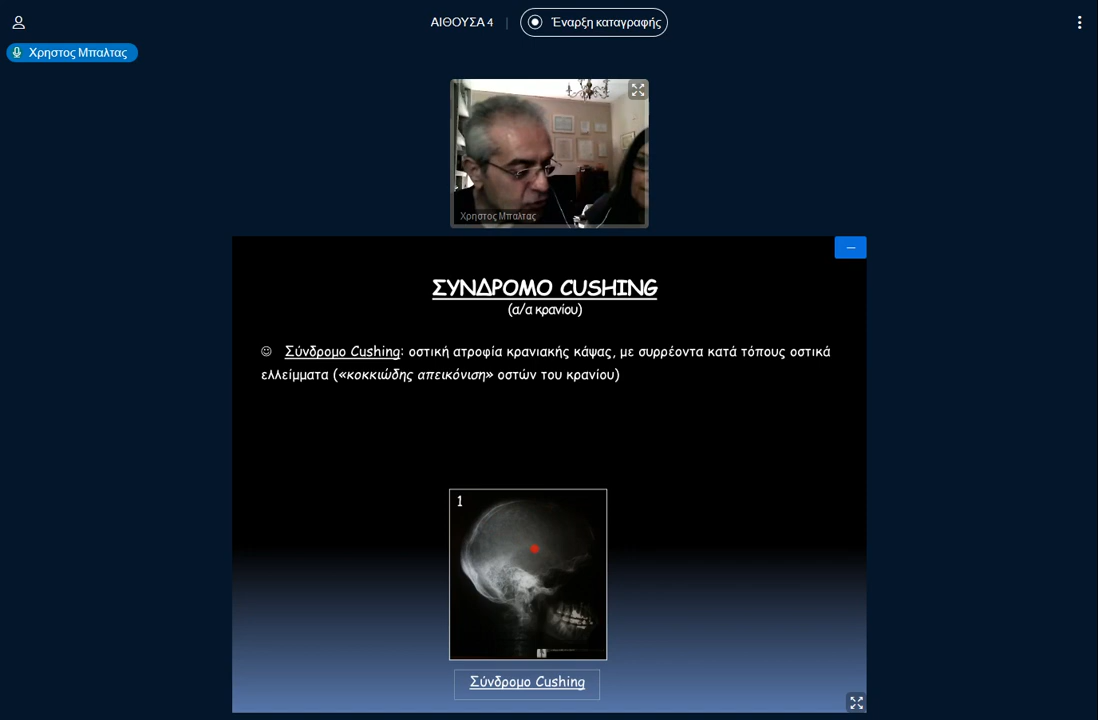 ΑΙΘΟΥΣΑ 4 | Έναρξη καταγραφής
Χρηστος Μπαλτας
Χρηστος Μπαλτας
ΣΥΝΔΡΟΜΟ CUSHING
(α/α κρανίου)
☺ Σύνδρομο Cushing: οστική ατροφία κρανιακής κάψας, με συρρέοντα κατά τόπους οστικά
ελλείμματα («κοκκιώδης απεικόνιση» οστών του κρανίου)
1
Σύνδρομο Cushing